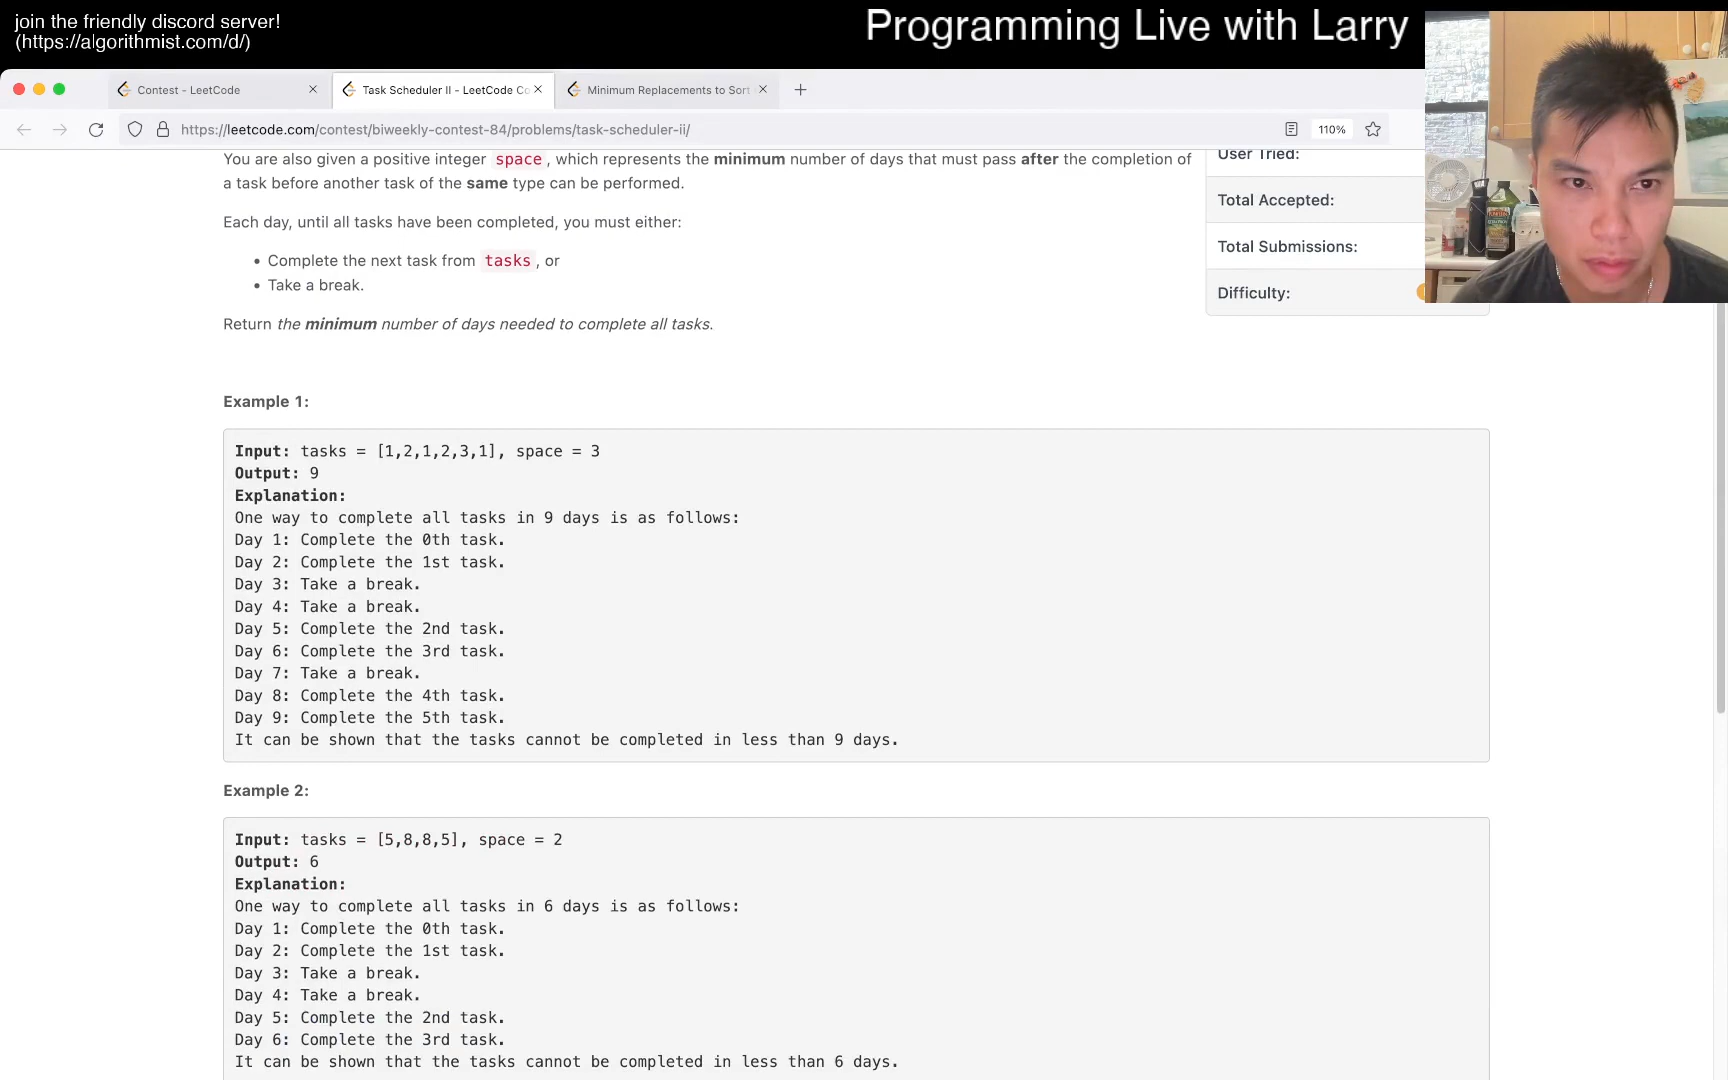 join the friendly discord server!
(https://algorithmist.com/d/)
Programming Live with Larry
Contest - LeetCode
Task Scheduler II - LeetCode Co
Minimum Replacements to Sort
https://leetcode.com/contest/biweekly-contest-84/problems/task-scheduler-ii/
110%
You are also given a positive integer space, which represents the minimum number of days that must pass after the completion of
a task before another task of the same type can be performed.
Each day, until all tasks have been completed, you must either:
• Complete the next task from tasks, or
• Take a break.
Return the minimum number of days needed to complete all tasks.
User Tried:
Total Accepted:
Total Submissions:
Difficulty:
Example 1:
Input: tasks = [1,2,1,2,3,1], space = 3
Output: 9
Explanation:
One way to complete all tasks in 9 days is as follows:
Day 1: Complete the 0th task.
Day 2: Complete the 1st task.
Day 3: Take a break.
Day 4: Take a break.
Day 5: Complete the 2nd task.
Day 6: Complete the 3rd task.
Day 7: Take a break.
Day 8: Complete the 4th task.
Day 9: Complete the 5th task.
It can be shown that the tasks cannot be completed in less than 9 days.
Example 2:
Input: tasks = [5,8,8,5], space = 2
Output: 6
Explanation:
One way to complete all tasks in 6 days is as follows:
Day 1: Complete the 0th task.
Day 2: Complete the 1st task.
Day 3: Take a break.
Day 4: Take a break.
Day 5: Complete the 2nd task.
Day 6: Complete the 3rd task.
It can be shown that the tasks cannot be completed in less than 6 days.